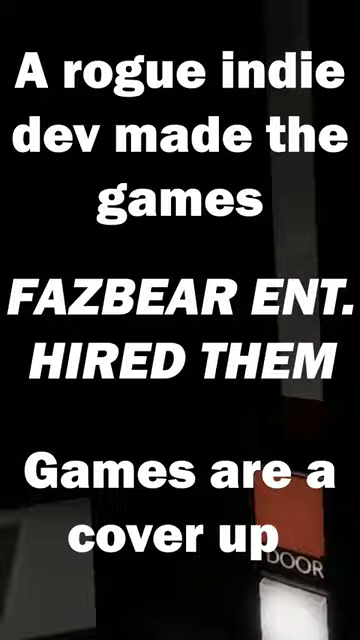 A rogue indie
dev made the
games
FAZBEAR ENT.
HIRED THEM
Games are a
cover up
DOOR